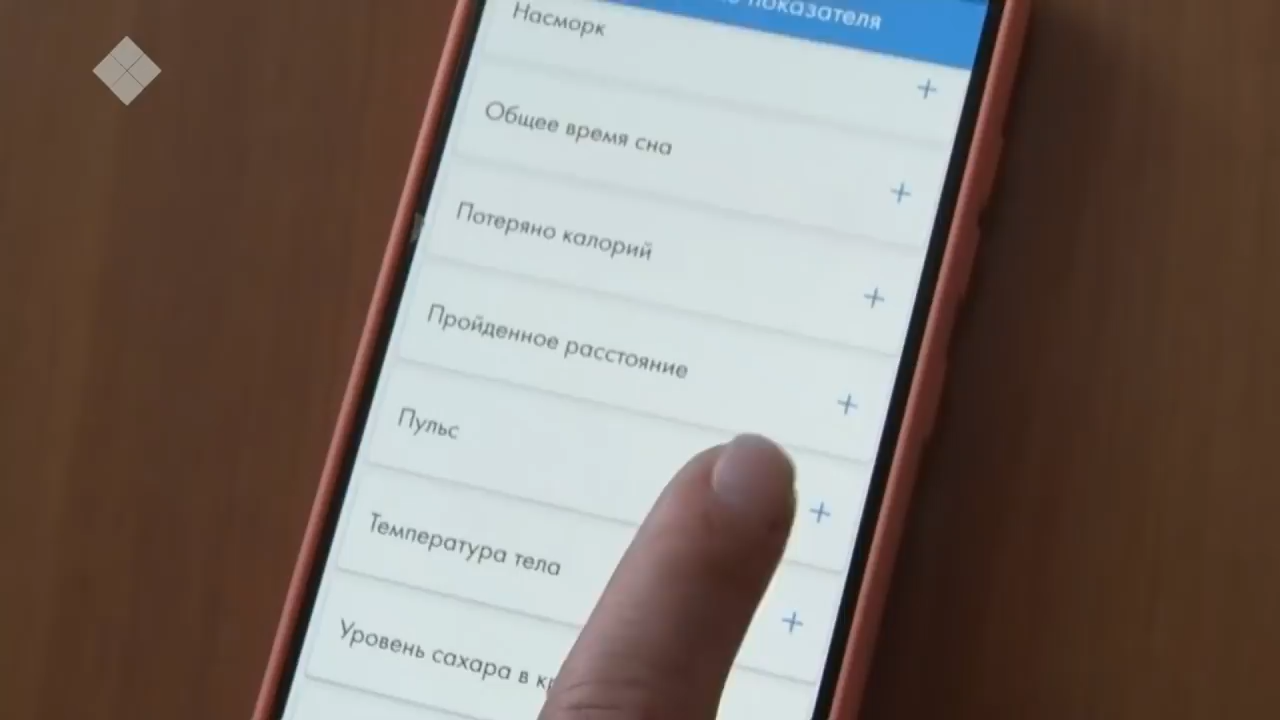 показателя
Насморк
Общее время сна
Потеряно калорий
Пройденное расстояние
Пульс
Температура тела
Уровень сахара в